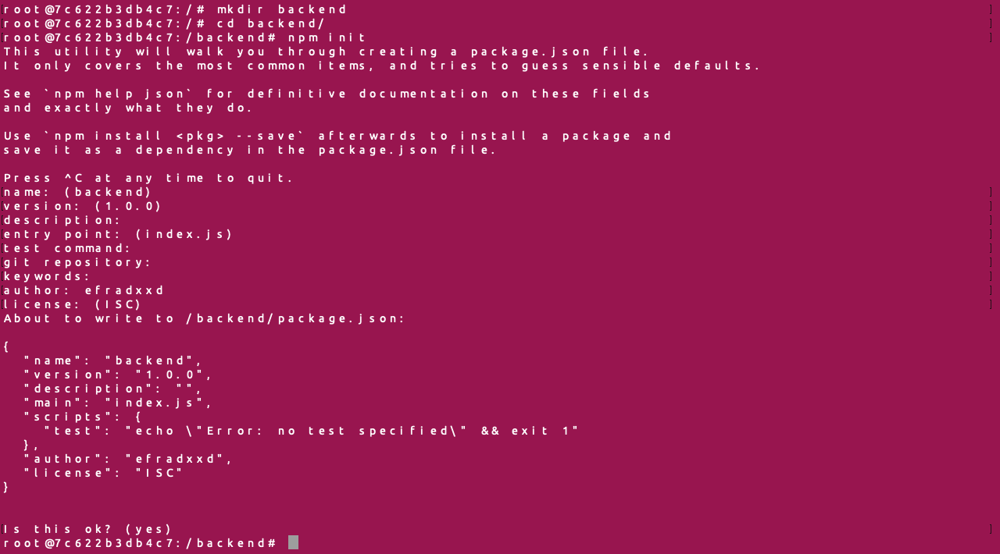 root@7c622b3db4c7:/# mkdir backend
root@7c622b3db4c7:/# cd backend/
root@7c622b3db4c7:/backend# npm init
This utility will walk you through creating a package.json file.
It only covers the most common items, and tries to guess sensible defaults.
See `npm help json` for definitive documentation on these fields
and exactly what they do.
Use `npm install <pkg> --save` afterwards to install a package and
save it as a dependency in the package.json file.
Press ^C at any time to quit.
name: (backend)
version: (1.0.0)
description:
entry point: (index.js)
test command:
git repository:
keywords:
author: efradxxd
license: (ISC)
About to write to /backend/package.json:
{
  "name": "backend",
  "version": "1.0.0",
  "description": "",
  "main": "index.js",
  "scripts": {
    "test": "echo \"Error: no test specified\" && exit 1"
  },
  "author": "efradxxd",
  "license": "ISC"
}
Is this ok? (yes)
root@7c622b3db4c7:/backend#